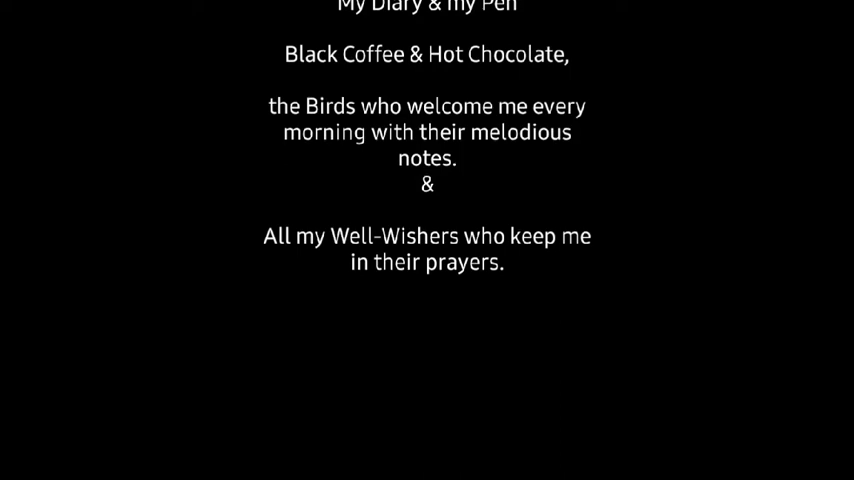 My Diary & my Pen
Black Coffee & Hot Chocolate,
the Birds who welcome me every
morning with their melodious
notes.
&
All my Well-Wishers who keep me
in their prayers.